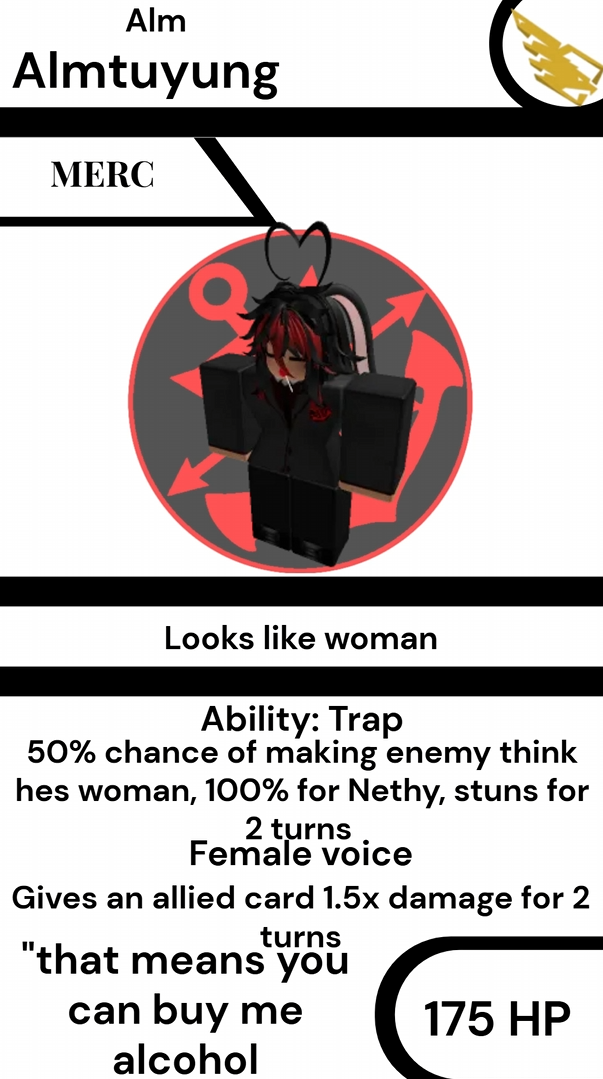 Alm
Almtuyung
MERC
Looks like woman
Ability: Trap
50% chance of making enemy think
hes woman, 100% for Nethy, stuns for
2 turns
Female voice
Gives an allied card 1.5x damage for 2
turns
"that means you
can buy me
alcohol
175 HP